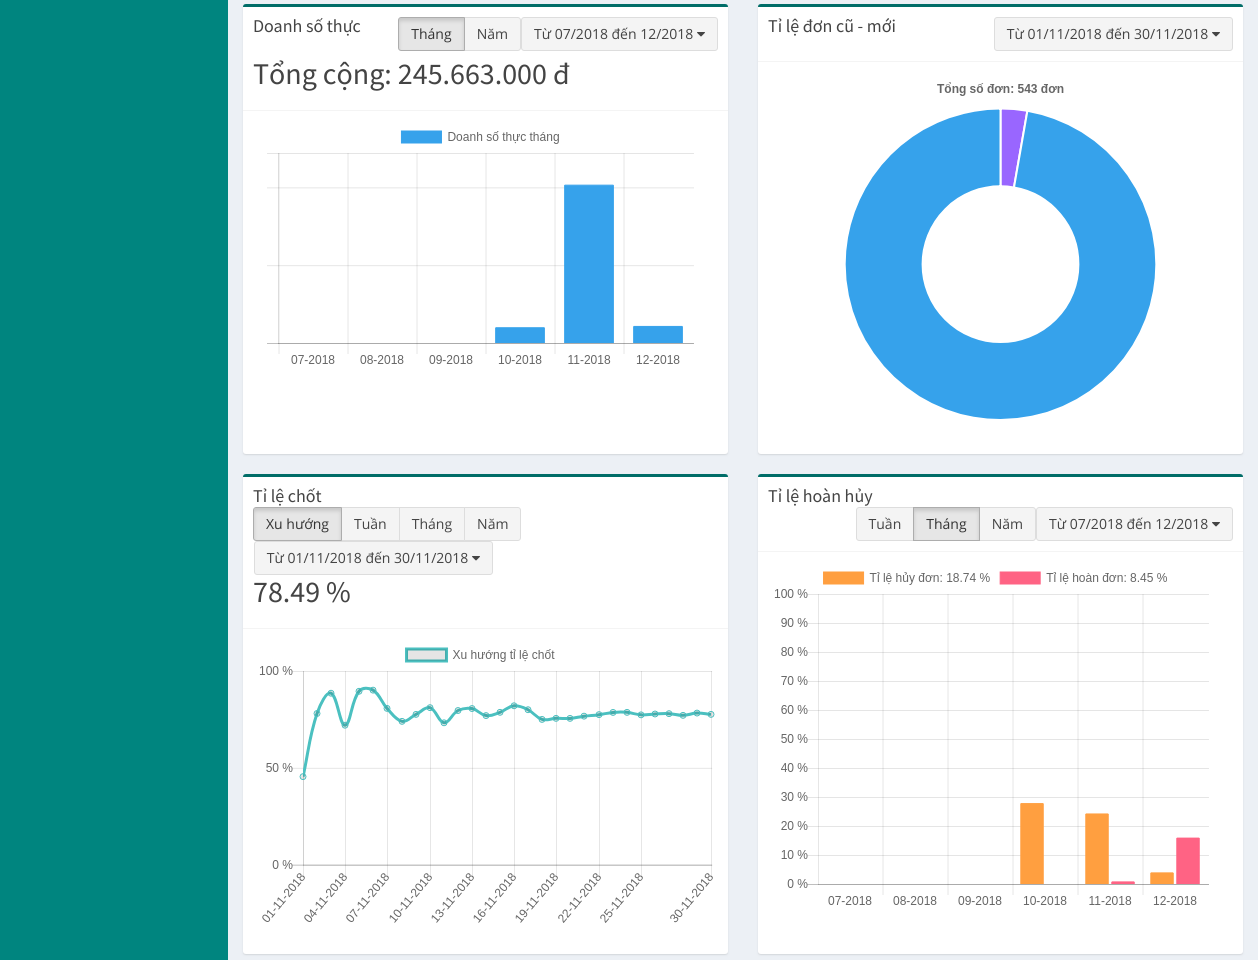 Doanh số thực
Tháng Năm Từ 07/2018 đến 12/2018
Tổng cộng: 245.663.000 đ
Doanh số thực tháng
07-2018 08-2018 09-2018 10-2018 11-2018 12-2018
Tỉ lệ đơn cũ - mới
Từ 01/11/2018 đến 30/11/2018
Tổng số đơn: 543 đơn
Tỉ lệ chốt
Xu hướng Tuần Tháng Năm
Từ 01/11/2018 đến 30/11/2018
78.49 %
Xu hướng tỉ lệ chốt
100 %
50 %
0 %
01-11-2018 04-11-2018 07-11-2018 10-11-2018 13-11-2018 16-11-2018 19-11-2018 22-11-2018 25-11-2018 30-11-2018
Tỉ lệ hoàn hủy
Tuần Tháng Năm Từ 07/2018 đến 12/2018
Tỉ lệ hủy đơn: 18.74 % Tỉ lệ hoàn đơn: 8.45 %
100 %
90 %
80 %
70 %
60 %
50 %
40 %
30 %
20 %
10 %
0 %
07-2018 08-2018 09-2018 10-2018 11-2018 12-2018